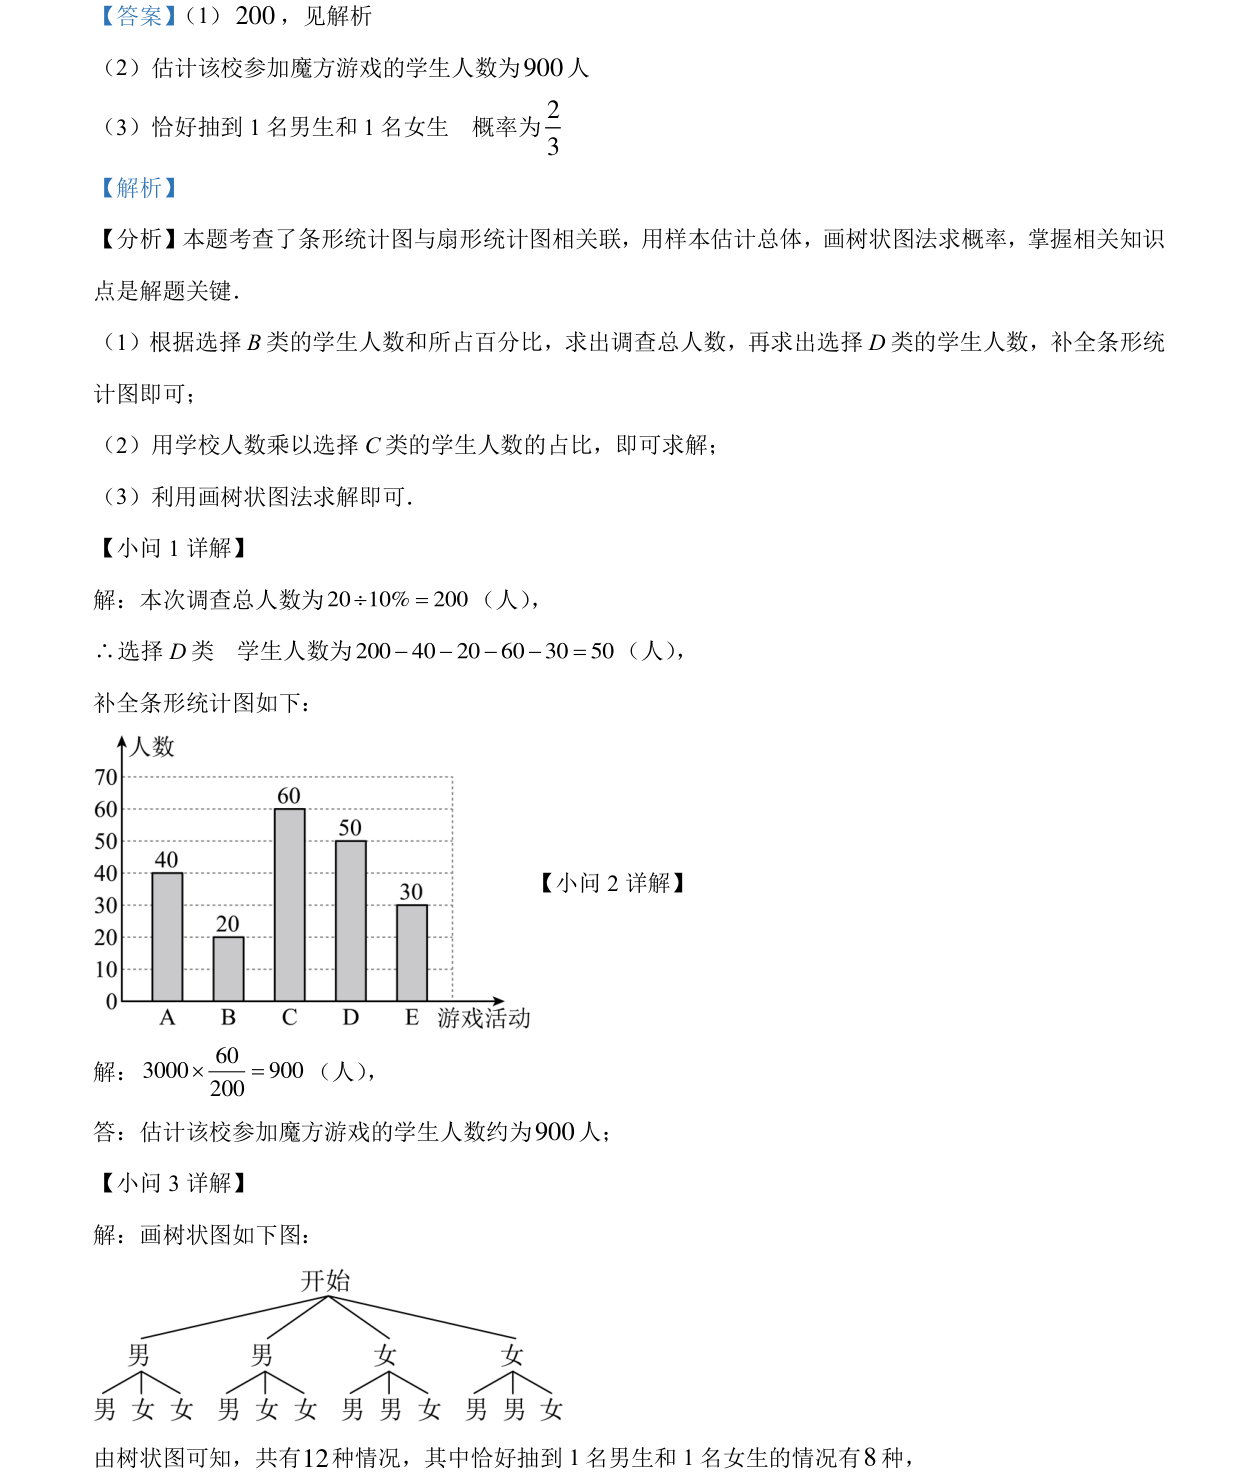 【答案】(1) 200，见解析
（2）估计该校参加魔方游戏的学生人数为900人
（3）恰好抽到1名男生和1名女生 概率为2/3
【解析】
【分析】本题考查了条形统计图与扇形统计图相关联，用样本估计总体，画树状图法求概率，掌握相关知识
点是解题关键．
（1）根据选择B类的学生人数和所占百分比，求出调查总人数，再求出选择D类的学生人数，补全条形统
计图即可；
（2）用学校人数乘以选择C类的学生人数的占比，即可求解；
（3）利用画树状图法求解即可．
【小问1详解】
解：本次调查总人数为20÷10%=200（人），
∴选择D类 学生人数为200−40−20−60−30=50（人），
补全条形统计图如下：
人数
70
60
50
40
30
20
10
0
40
20
60
50
30
A B C D E 游戏活动
【小问2详解】
解：3000×60/200=900（人），
答：估计该校参加魔方游戏的学生人数约为900人；
【小问3详解】
解：画树状图如下图：
开始
男 男 女 女
男 女 女 男 女 女 男 男 女 男 男 女
由树状图可知，共有12种情况，其中恰好抽到1名男生和1名女生的情况有8种，